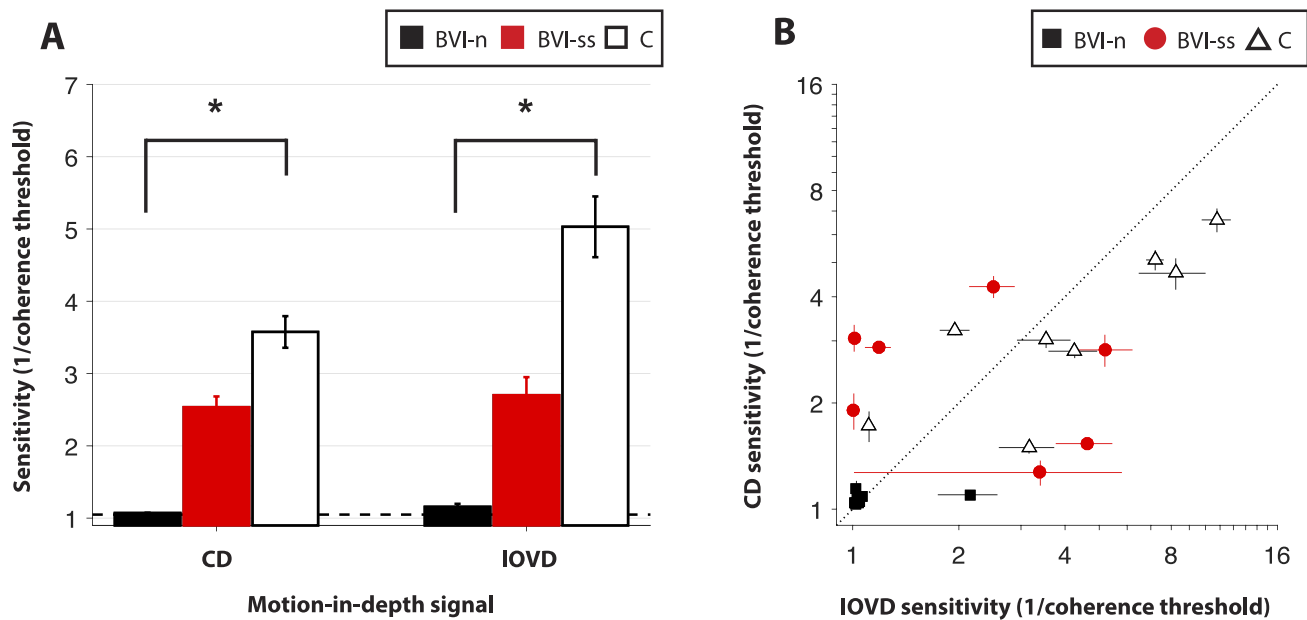 A
BVI-n BVI-ss C
7
6
5
4
3
2
1
Sensitivity (1/coherence threshold)
*
*
CD IOVD
Motion-in-depth signal
B
BVI-n BVI-ss C
16
8
4
2
1
CD sensitivity (1/coherence threshold)
1 2 4 8 16
IOVD sensitivity (1/coherence threshold)